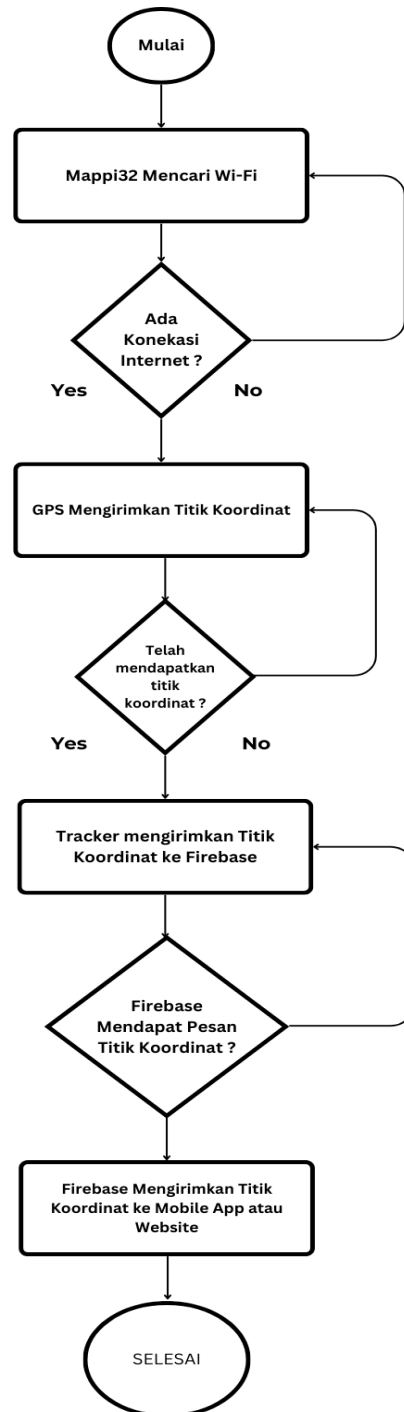 Mulai
Mappi32 Mencari Wi-Fi
Ada
Konekasi
Internet ?
Yes
No
GPS Mengirimkan Titik Koordinat
Telah
mendapatkan
titik
koordinat ?
Yes
No
Tracker mengirimkan Titik
Koordinat ke Firebase
Firebase
Mendapat Pesan
Titik Koordinat ?
Firebase Mengirimkan Titik
Koordinat ke Mobile App atau
Website
SELESAI